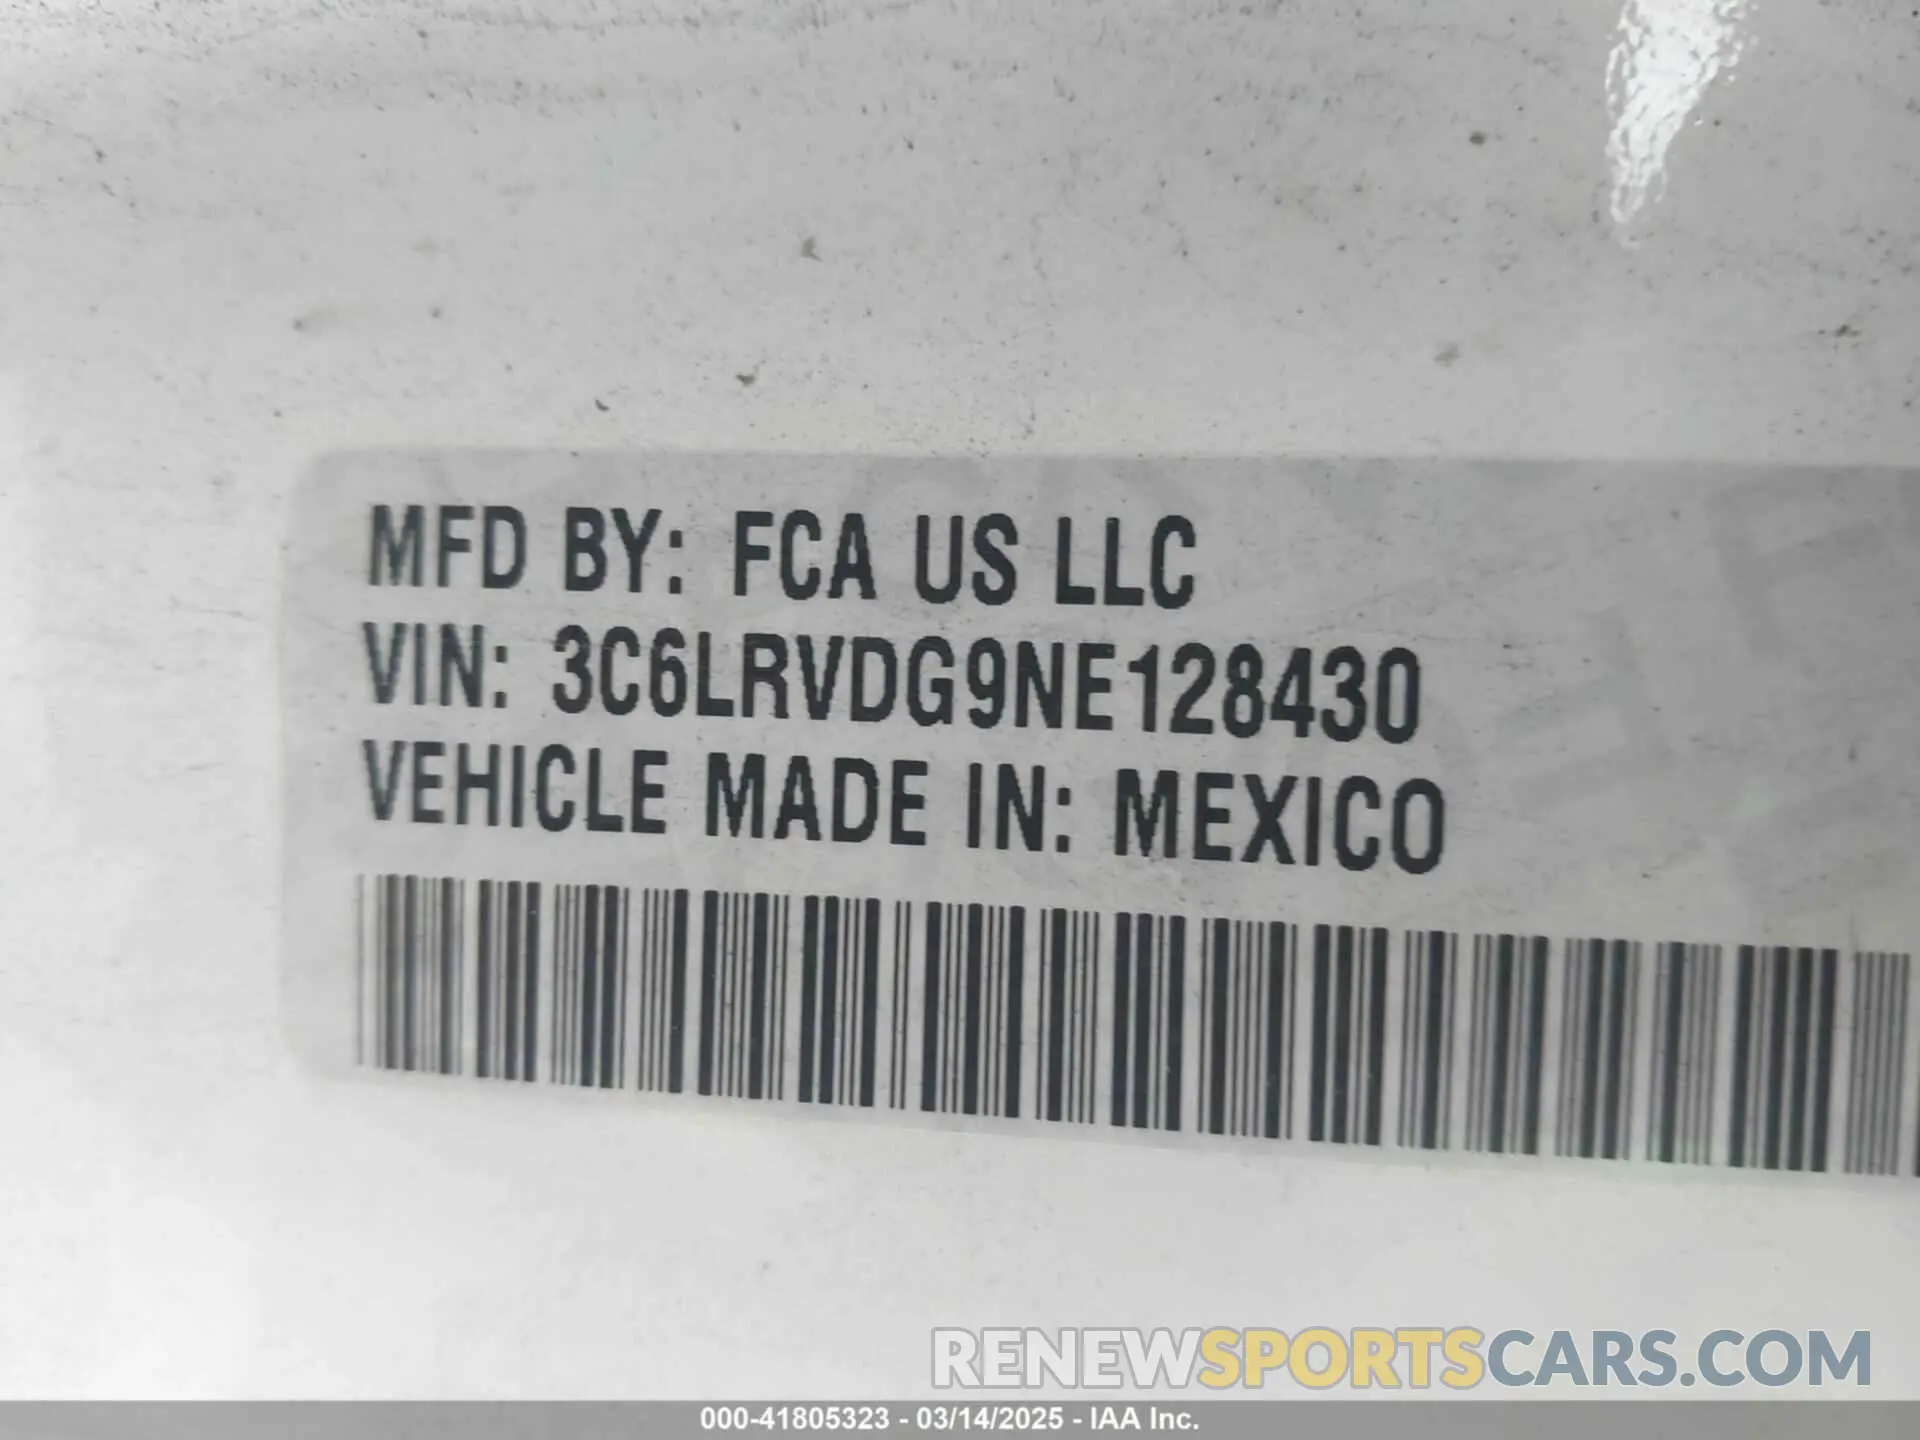 MFD BY: FCA US LLC
VIN: 3C6LRVDG9NE128430
VEHICLE MADE IN: MEXICO
RENEWSPORTSCARS.COM
000-41805323 - 03/14/2025 - IAA Inc.